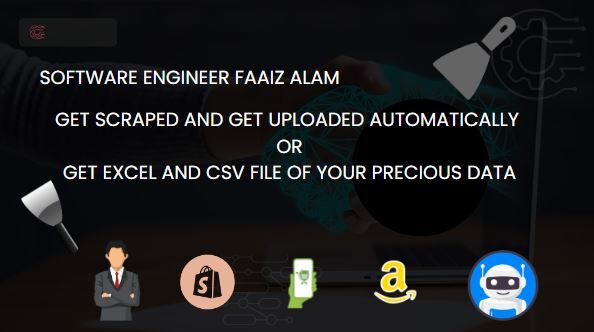 SOFTWARE ENGINEER FAAIZ ALAM
GET SCRAPED AND GET UPLOADED AUTOMATICALLY
OR
GET EXCEL AND CSV FILE OF YOUR PRECIOUS DATA